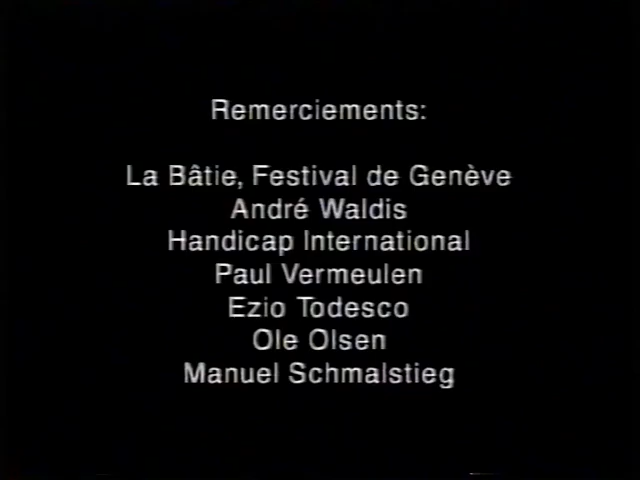 Remerciements:
La Bâtie, Festival de Genève
André Waldis
Handicap International
Paul Vermeulen
Ezio Todesco
Ole Olsen
Manuel Schmalstieg